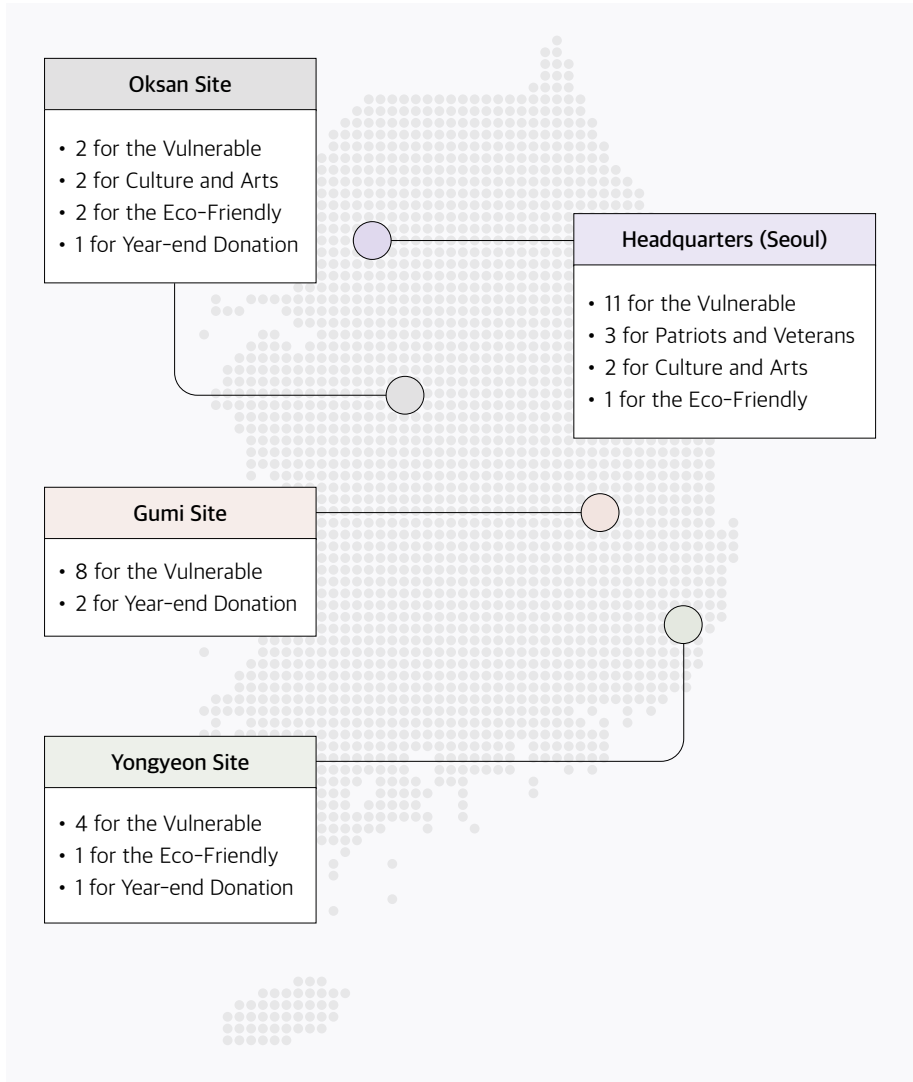 Oksan Site
• 2 for the Vulnerable
• 2 for Culture and Arts
• 2 for the Eco-Friendly
• 1 for Year-end Donation
Headquarters (Seoul)
• 11 for the Vulnerable
• 3 for Patriots and Veterans
• 2 for Culture and Arts
• 1 for the Eco-Friendly
Gumi Site
• 8 for the Vulnerable
• 2 for Year-end Donation
Yongyeon Site
• 4 for the Vulnerable
• 1 for the Eco-Friendly
• 1 for Year-end Donation